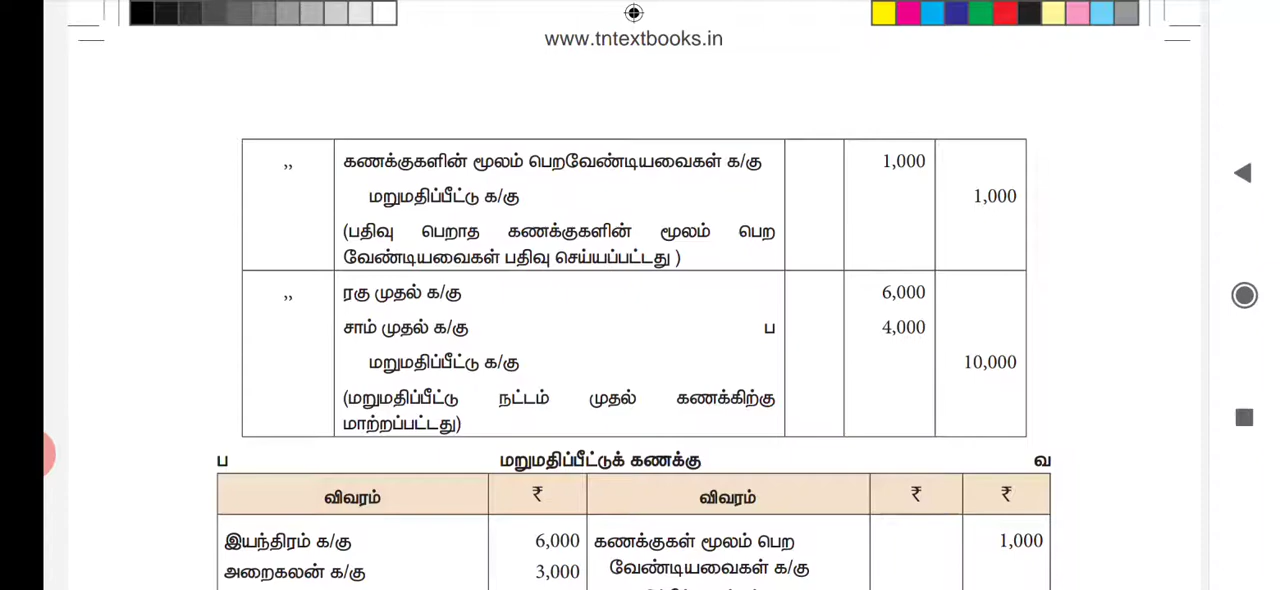 www.tntextbooks.in
,, கணக்குகளின் மூலம் பெறவேண்டியவைகள் க/கு 1,000
மறுமதிப்பீட்டு க/கு 1,000
(பதிவு பெறாத கணக்குகளின் மூலம் பெற
வேண்டியவைகள் பதிவு செய்யப்பட்டது )
,, ரகு முதல் க/கு 6,000
சாம் முதல் க/கு ப 4,000
மறுமதிப்பீட்டு க/கு 10,000
(மறுமதிப்பீட்டு நட்டம் முதல் கணக்கிற்கு
மாற்றப்பட்டது)
ப மறுமதிப்பீட்டுக் கணக்கு வ
விவரம் ₹ விவரம் ₹ ₹
இயந்திரம் க/கு 6,000 கணக்குகள் மூலம் பெற 1,000
அறைகலன் க/கு 3,000 வேண்டியவைகள் க/கு